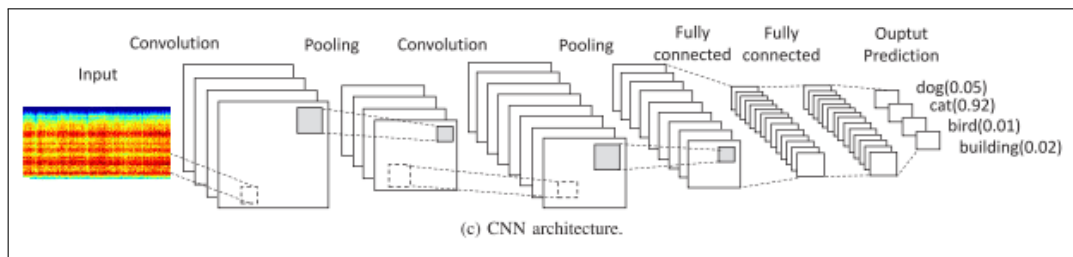 Input
Convolution
Pooling
Convolution
Pooling
Fully
connected
Fully
connected
Ouptut
Prediction
dog(0.05)
cat(0.92)
bird(0.01)
building(0.02)
(c) CNN architecture.